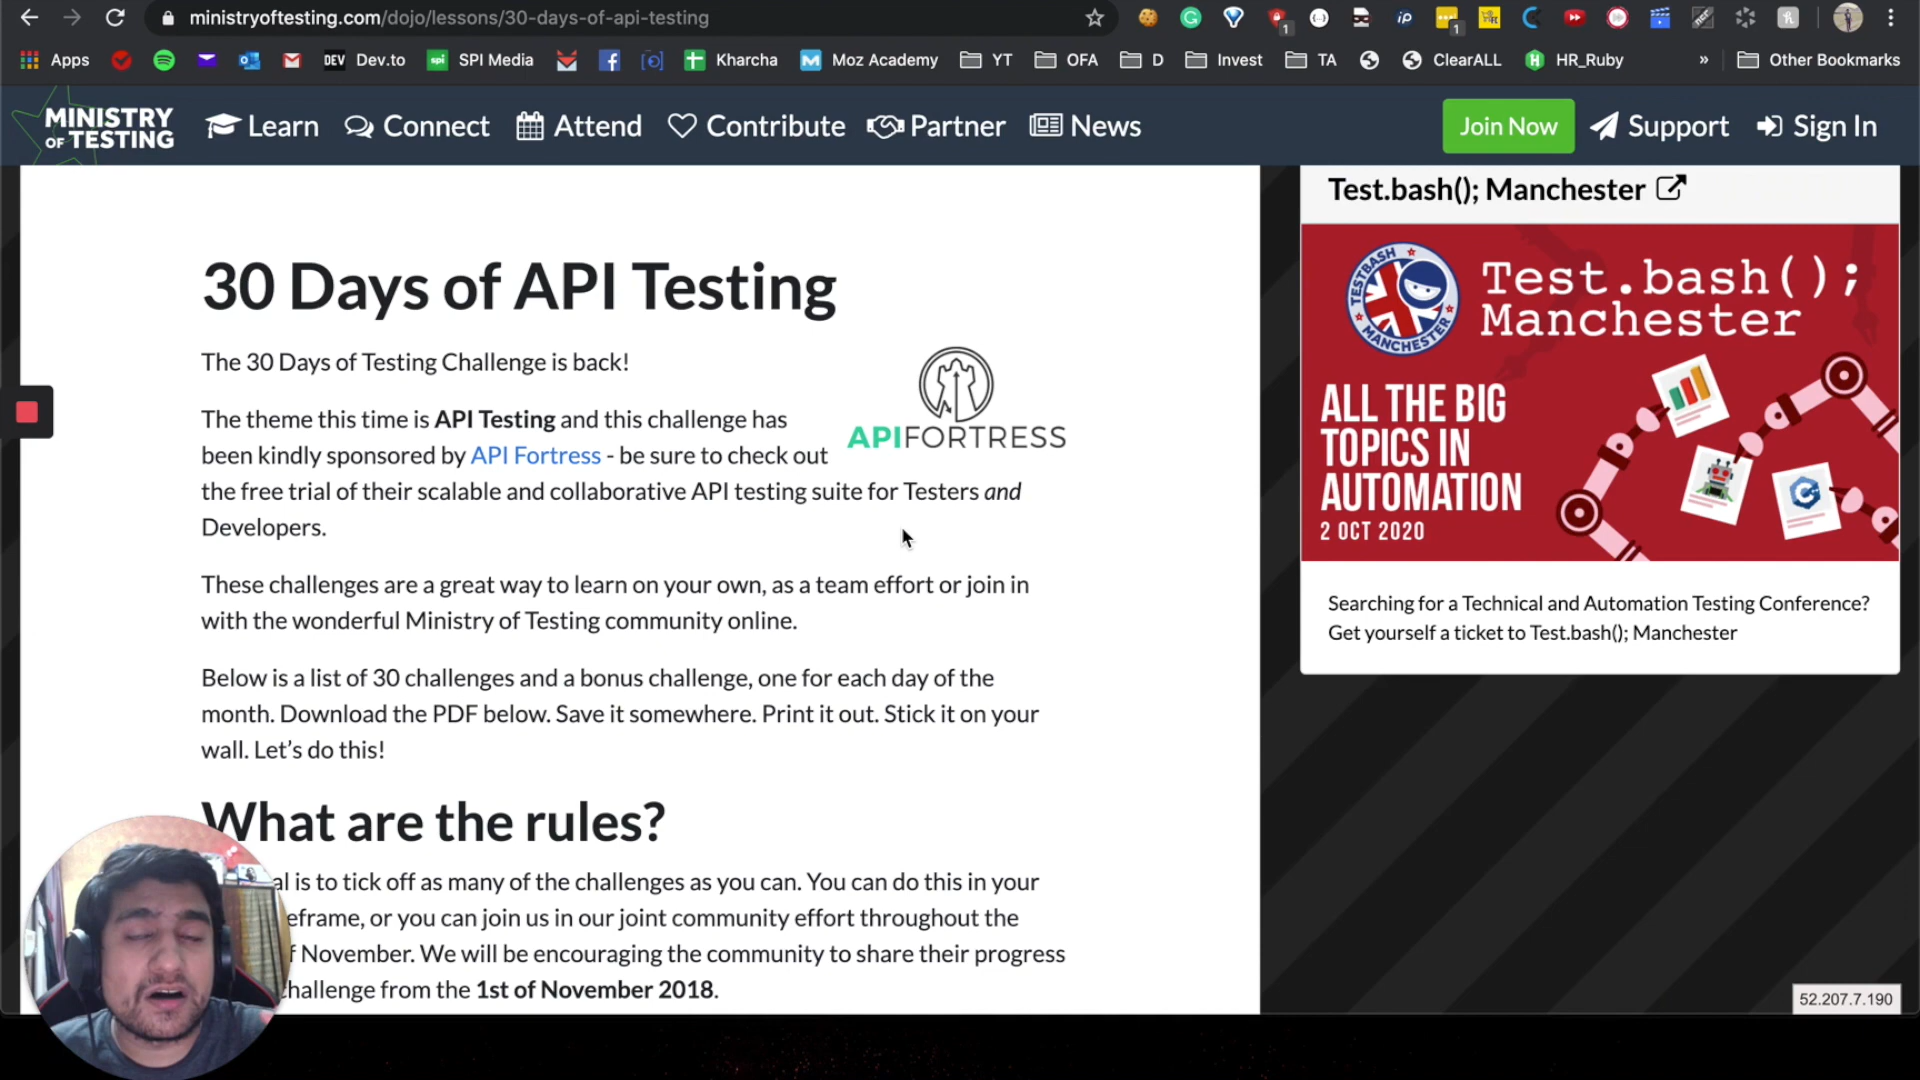 ministryoftesting.com/dojo/lessons/30-days-of-api-testing
Apps
DEV Dev.to
spi SPI Media
Kharcha
Moz Academy
YT
OFA
D
Invest
TA
ClearALL
HR_Ruby
»
Other Bookmarks
MINISTRY
OF TESTING
Learn
Connect
Attend
Contribute
Partner
News
Join Now
Support
Sign In
30 Days of API Testing
The 30 Days of Testing Challenge is back!
The theme this time is API Testing and this challenge has
been kindly sponsored by API Fortress - be sure to check out
the free trial of their scalable and collaborative API testing suite for Testers and
Developers.
APIFORTRESS
These challenges are a great way to learn on your own, as a team effort or join in
with the wonderful Ministry of Testing community online.
Below is a list of 30 challenges and a bonus challenge, one for each day of the
month. Download the PDF below. Save it somewhere. Print it out. Stick it on your
wall. Let’s do this!
What are the rules?
al is to tick off as many of the challenges as you can. You can do this in your
eframe, or you can join us in our joint community effort throughout the
f November. We will be encouraging the community to share their progress
challenge from the 1st of November 2018.
Test.bash(); Manchester
TESTBASH
MANCHESTER
Test.bash();
Manchester
ALL THE BIG
TOPICS IN
AUTOMATION
2 OCT 2020
Searching for a Technical and Automation Testing Conference?
Get yourself a ticket to Test.bash(); Manchester
52.207.7.190